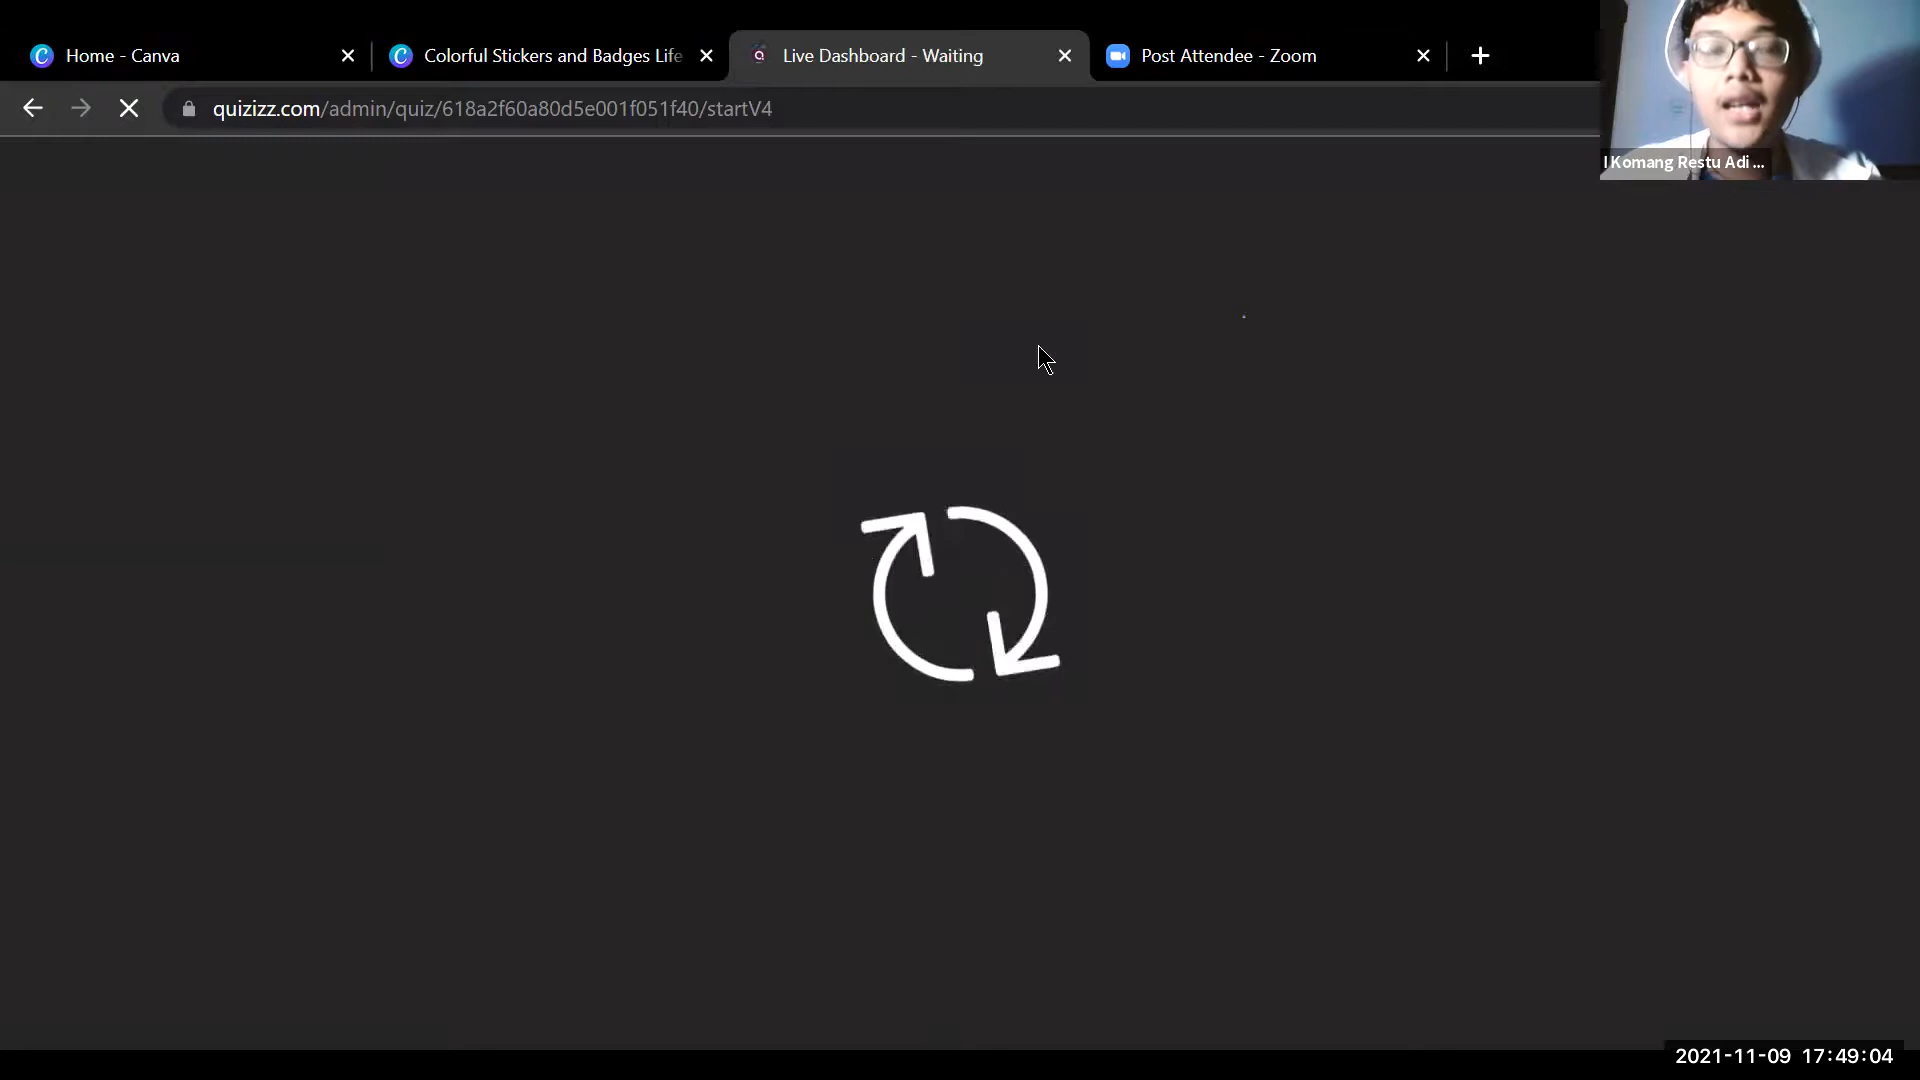 Home - Canva
Colorful Stickers and Badges Life
Live Dashboard - Waiting
Post Attendee - Zoom
quizizz.com/admin/quiz/618a2f60a80d5e001f051f40/startV4
I Komang Restu Adi ...
2021-11-09 17:49:04